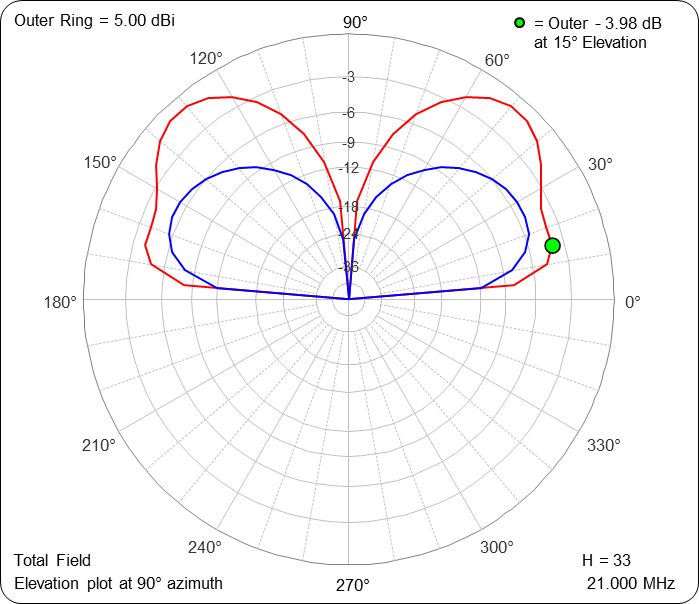 Outer Ring = 5.00 dBi
90°
= Outer - 3.98 dB
at 15° Elevation
120°
60°
-3
-6
-9
-12
150°
30°
-18
-24
-36
180°
0°
210°
330°
240°
300°
Total Field
H = 33
Elevation plot at 90° azimuth
270°
21.000 MHz